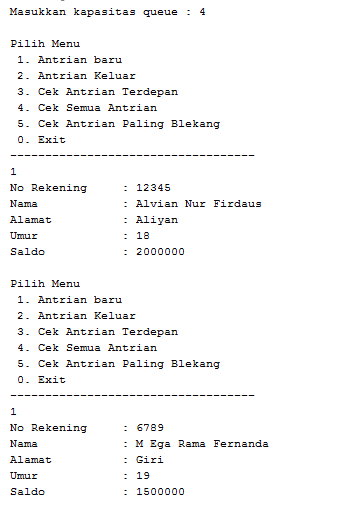 Masukkan kapasitas queue : 4
Pilih Menu
1. Antrian baru
2. Antrian Keluar
3. Cek Antrian Terdepan
4. Cek Semua Antrian
5. Cek Antrian Paling Blekang
0. Exit
-----------------------------------
1
No Rekening : 12345
Nama : Alvian Nur Firdaus
Alamat : Aliyan
Umur : 18
Saldo : 2000000
Pilih Menu
1. Antrian baru
2. Antrian Keluar
3. Cek Antrian Terdepan
4. Cek Semua Antrian
5. Cek Antrian Paling Blekang
0. Exit
-----------------------------------
1
No Rekening : 6789
Nama : M Ega Rama Fernanda
Alamat : Giri
Umur : 19
Saldo : 1500000